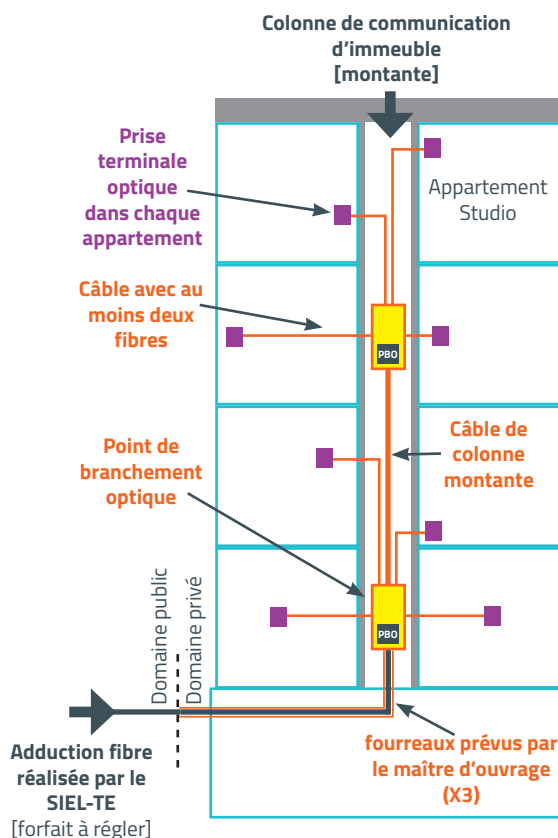 Colonne de communication
d’immeuble
[montante]
Prise
terminale
optique
dans chaque
appartement
Appartement
Studio
Câble avec au
moins deux
fibres
PBO
Point de
branchement
optique
Câble de
colonne
montante
PBO
Domaine public
Domaine privé
Adduction fibre
réalisée par le
SIEL-TE
[forfait à régler]
fourreaux prévus par
le maître d’ouvrage
(X3)